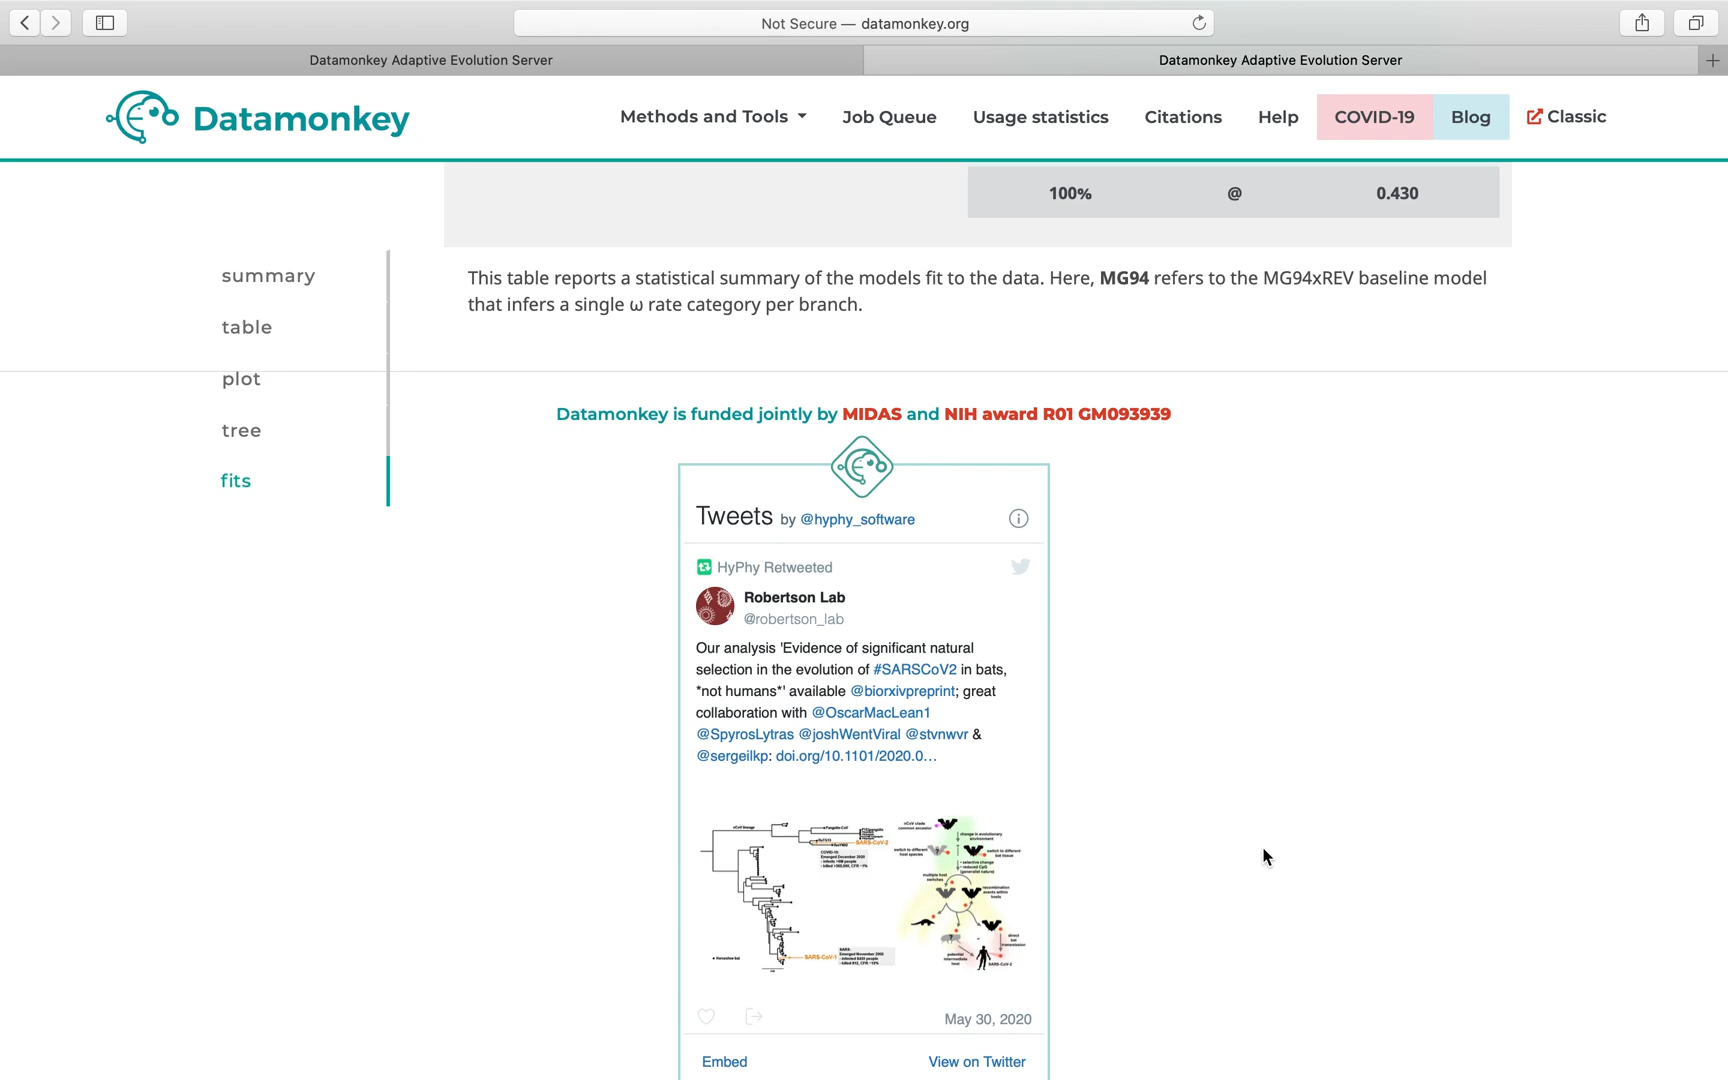 Not Secure — datamonkey.org
Datamonkey Adaptive Evolution Server
Datamonkey Adaptive Evolution Server
Datamonkey
Methods and Tools
Job Queue
Usage statistics
Citations
Help
COVID-19
Blog
Classic
100% @ 0.430
This table reports a statistical summary of the models fit to the data. Here, MG94 refers to the MG94xREV baseline model
that infers a single ω rate category per branch.
summary
table
plot
tree
fits
Datamonkey is funded jointly by MIDAS and NIH award R01 GM093939
Tweets by @hyphy_software
HyPhy Retweeted
Robertson Lab
@robertson_lab
Our analysis 'Evidence of significant natural
selection in the evolution of #SARSCoV2 in bats,
*not humans*' available @biorxivpreprint; great
collaboration with @OscarMacLean1
@SpyrosLytras @joshWentViral @stvnwvr &
@sergeilkp: doi.org/10.1101/2020.0…
SARS-CoV-2
SARS-CoV-1
May 30, 2020
Embed
View on Twitter